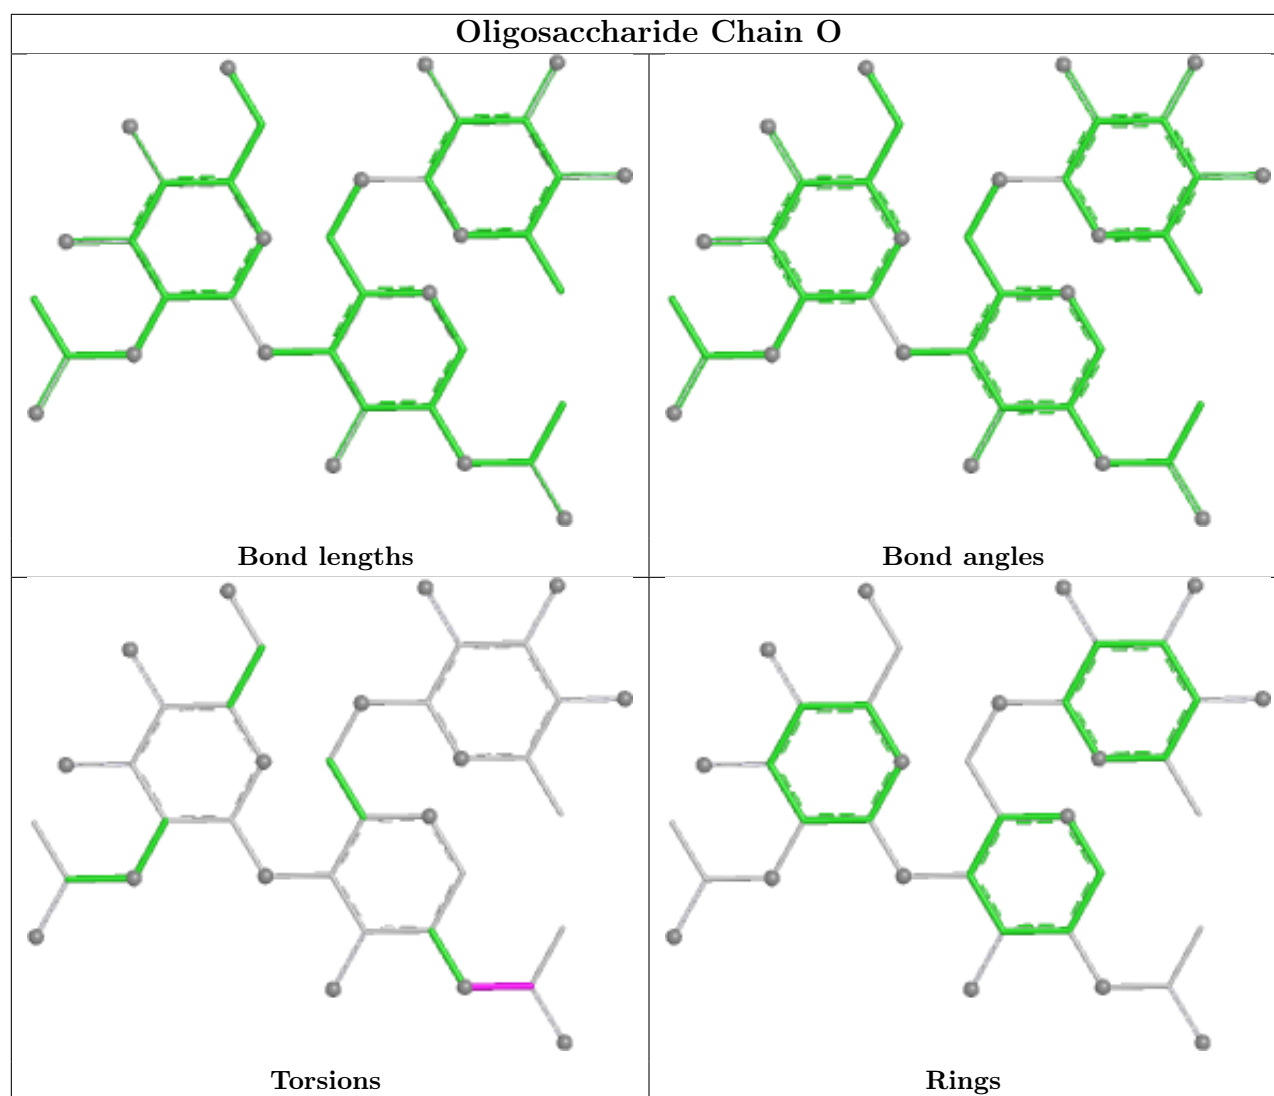 Oligosaccharide Chain O
Bond lengths
Bond angles
Torsions
Rings